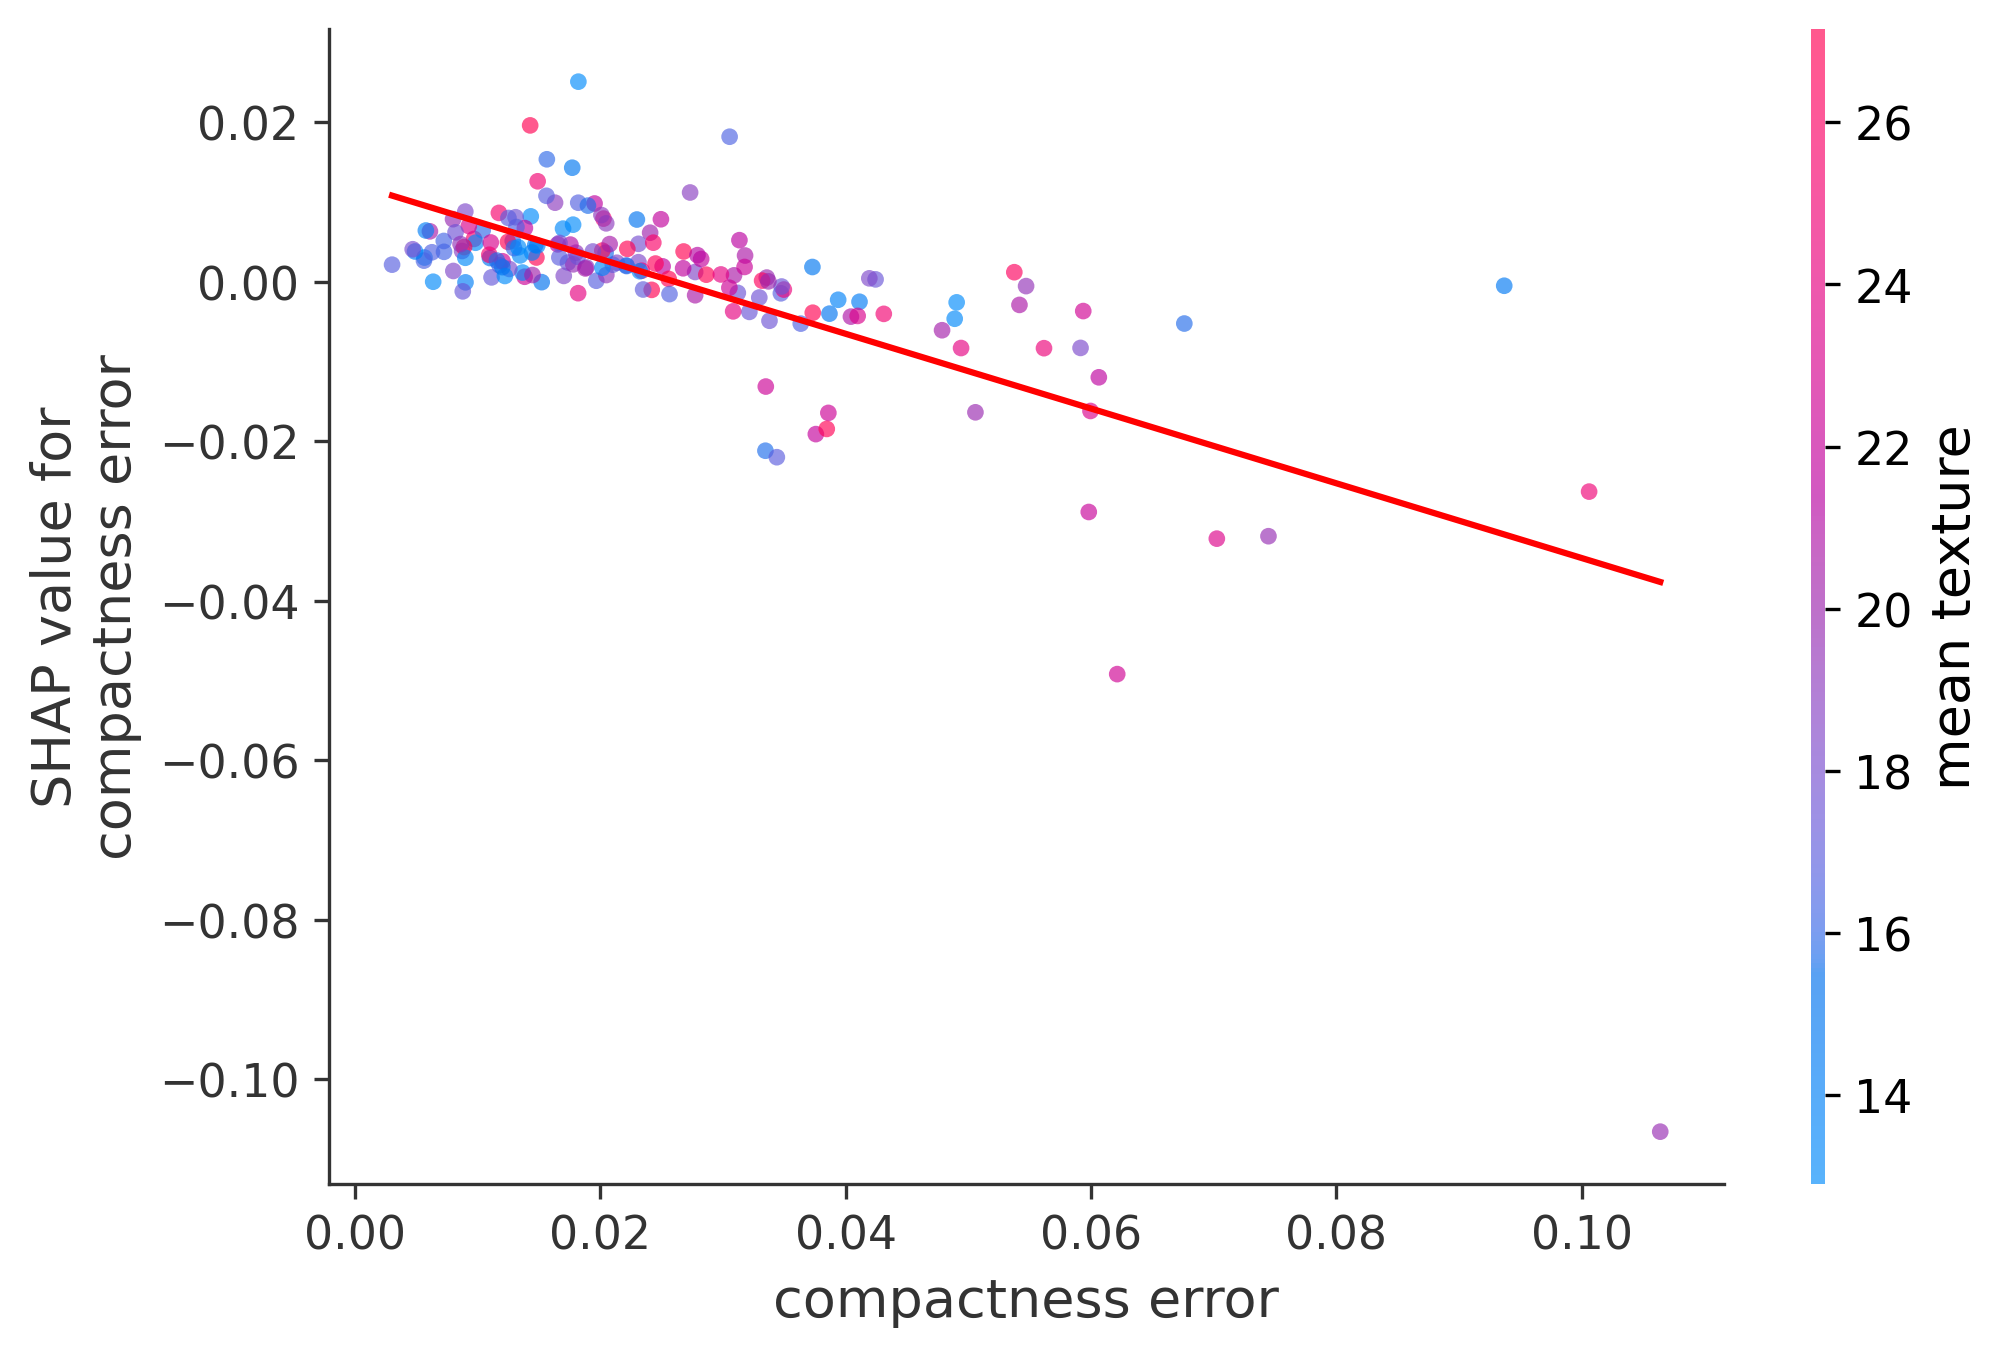 0.02
0.00
−0.02
−0.04
−0.06
−0.08
−0.10
SHAP value for
compactness error
0.00 0.02 0.04 0.06 0.08 0.10
compactness error
26
24
22
20
18
16
14
mean texture